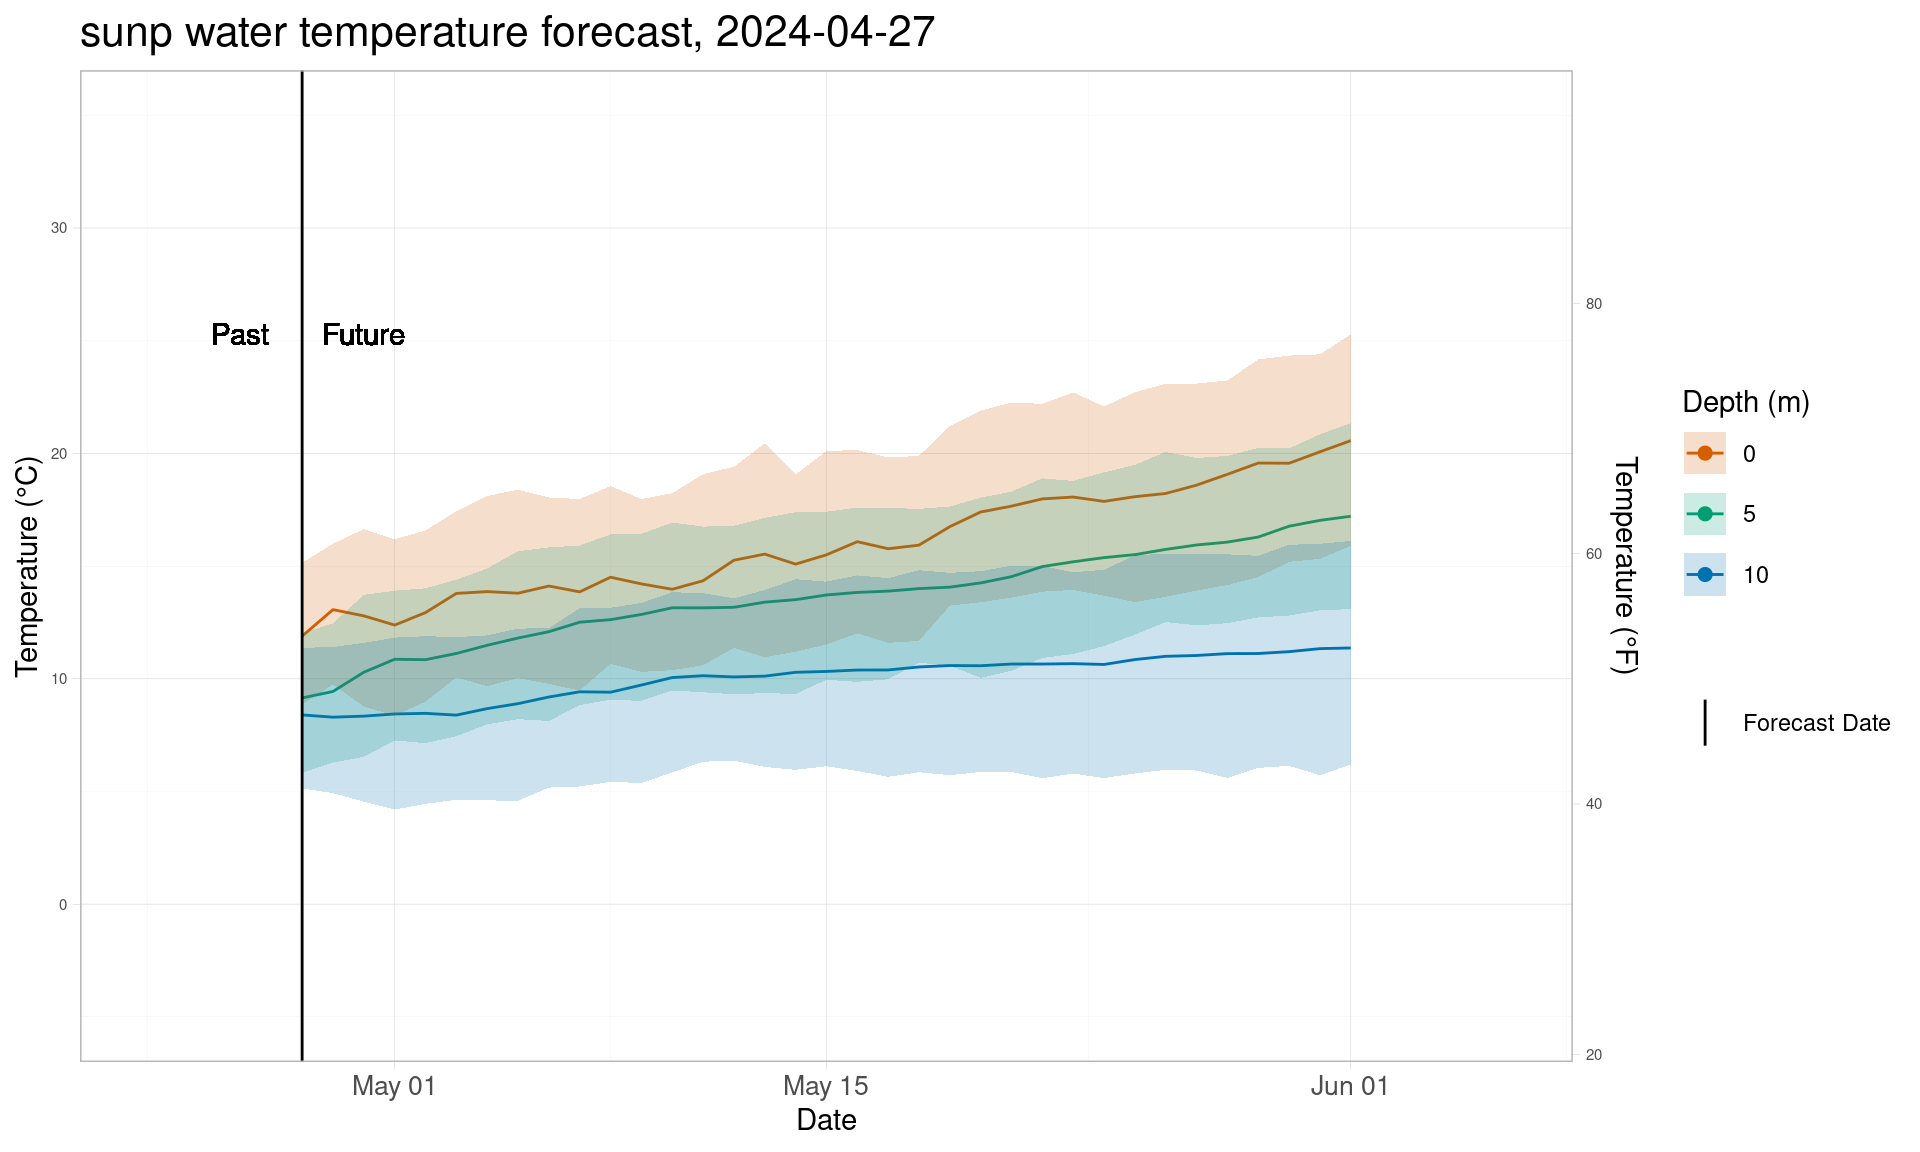 sunp water temperature forecast, 2024-04-27
Temperature (°C)
30
20
10
0
Past
Future
80
60
40
20
Temperature (°F)
May 01
May 15
Jun 01
Date
Depth (m)
0
5
10
Forecast Date